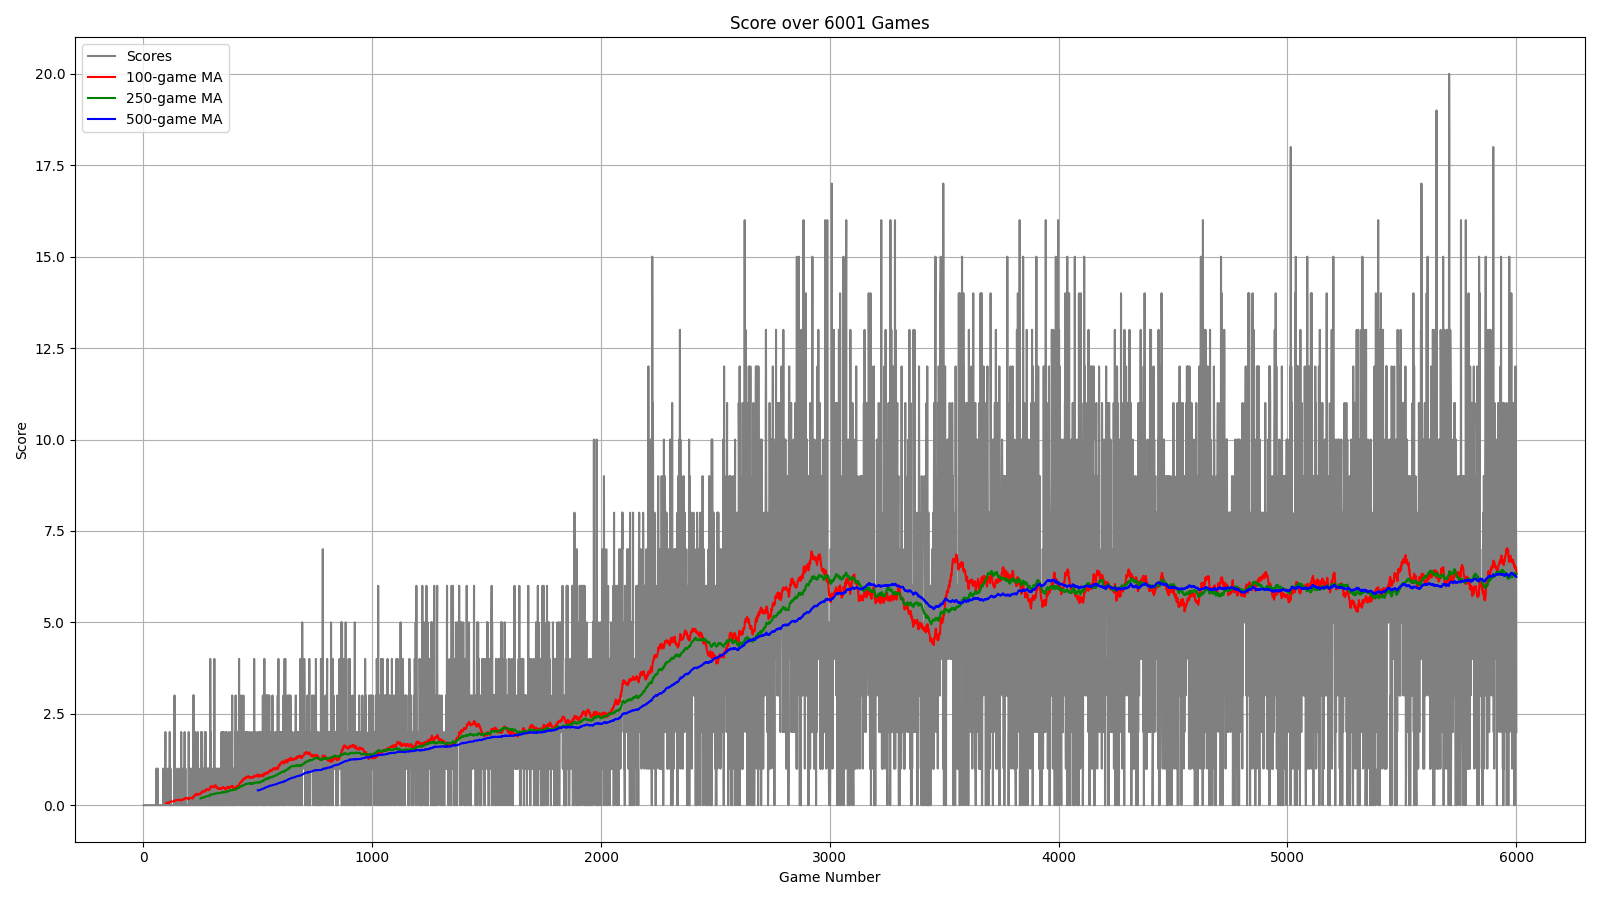 Score over 6001 Games
Scores
100-game MA
250-game MA
500-game MA
20.0
17.5
15.0
12.5
10.0
7.5
5.0
2.5
0.0
Score
0 1000 2000 3000 4000 5000 6000
Game Number